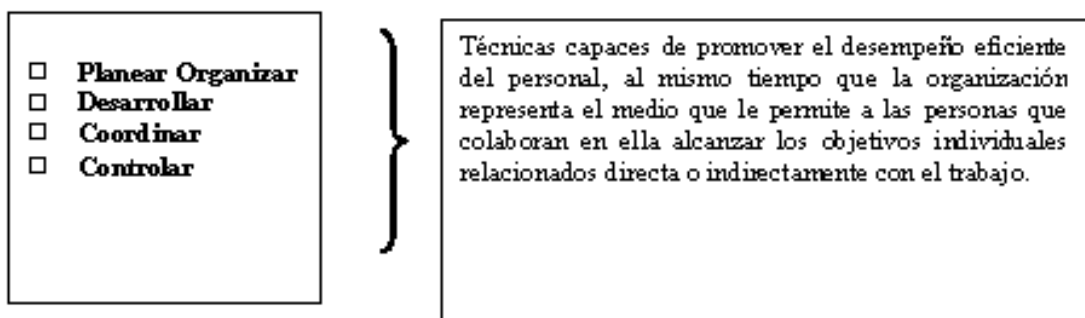 □ Planear Organizar
□ Desarrollar
□ Coordinar
□ Controlar
Técnicas capaces de promover el desempeño eficiente
del personal, al mismo tiempo que la organización
representa el medio que le permite a las personas que
colaboran en ella alcanzar los objetivos individuales
relacionados directa o indirectamente con el trabajo.